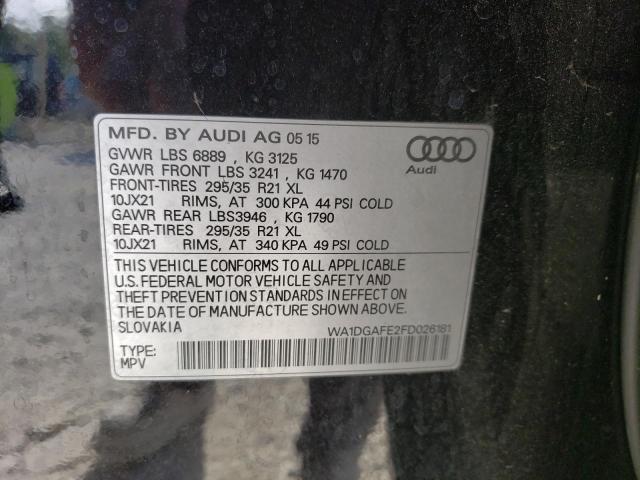 MFD. BY AUDI AG 05 15
GVWR LBS 6889 , KG 3125
GAWR FRONT LBS 3241 , KG 1470
FRONT-TIRES 295/35 R21 XL
10JX21 RIMS, AT 300 KPA 44 PSI COLD
GAWR REAR LBS3946 , KG 1790
REAR-TIRES 295/35 R21 XL
10JX21 RIMS, AT 340 KPA 49 PSI COLD
Audi
THIS VEHICLE CONFORMS TO ALL APPLICABLE
U.S. FEDERAL MOTOR VEHICLE SAFETY AND
THEFT PREVENTION STANDARDS IN EFFECT ON
THE DATE OF MANUFACTURE SHOWN ABOVE.
SLOVAKIA WA1DGAFE2FD026181
TYPE:
MPV